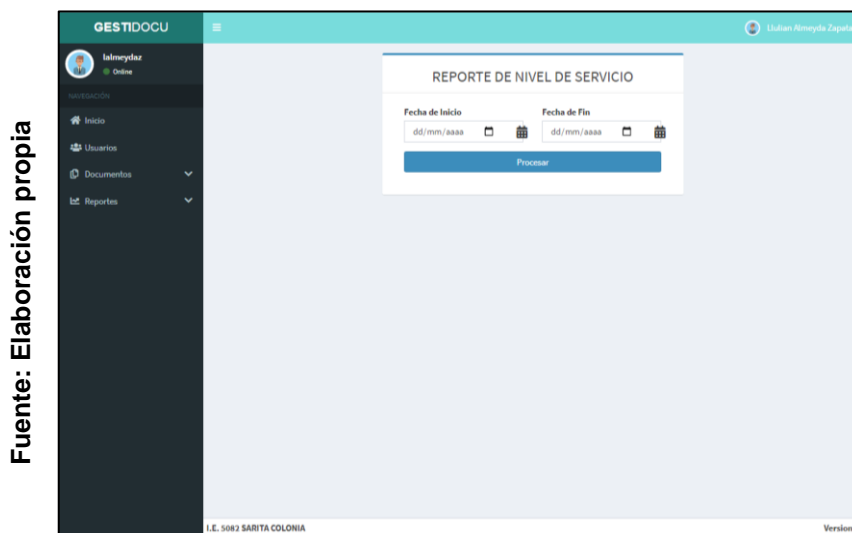 GESTIDOCU
Llulian Almeyda Zapata
lalmeydaz
Online
NAVEGACIÓN
Inicio
Usuarios
Documentos
Reportes
REPORTE DE NIVEL DE SERVICIO
Fecha de Inicio
Fecha de Fin
dd/mm/aaaa
dd/mm/aaaa
Procesar
I.E. 5082 SARITA COLONIA
Version
Fuente: Elaboración propia